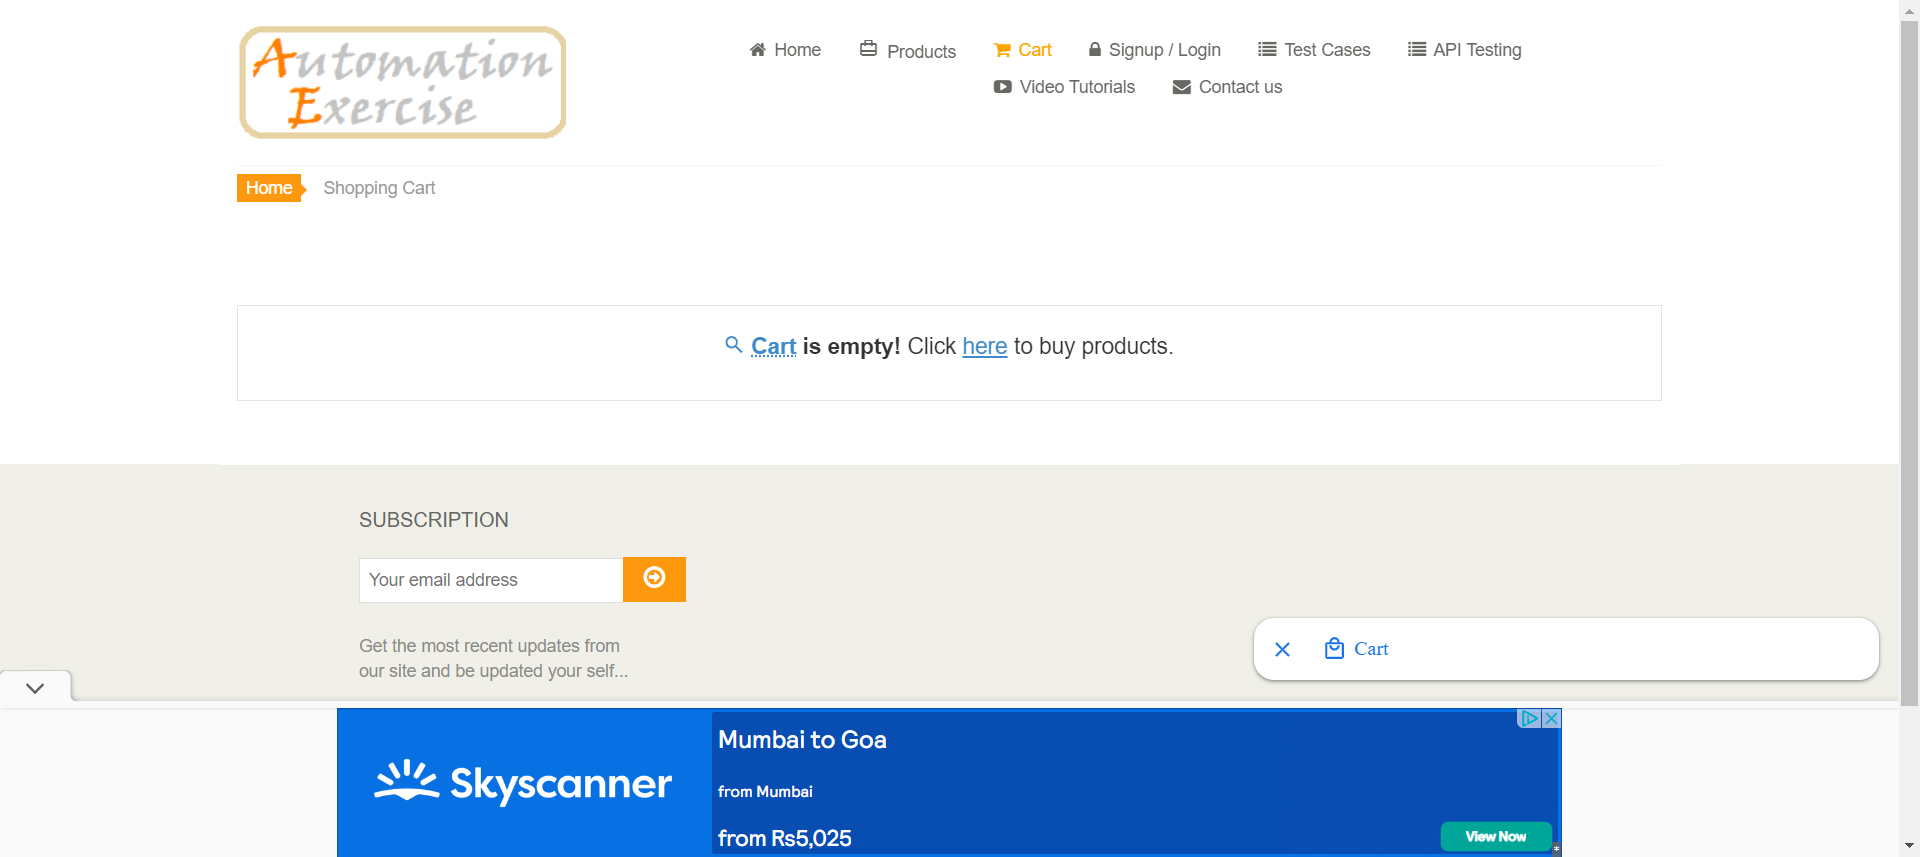 Automation
Exercise
Home
Products
Cart
Signup / Login
Test Cases
API Testing
Video Tutorials
Contact us
Home
Shopping Cart
Cart is empty! Click here to buy products.
SUBSCRIPTION
Your email address
Get the most recent updates from
our site and be updated your self...
Cart
Skyscanner
Mumbai to Goa
from Mumbai
from Rs5,025
View Now